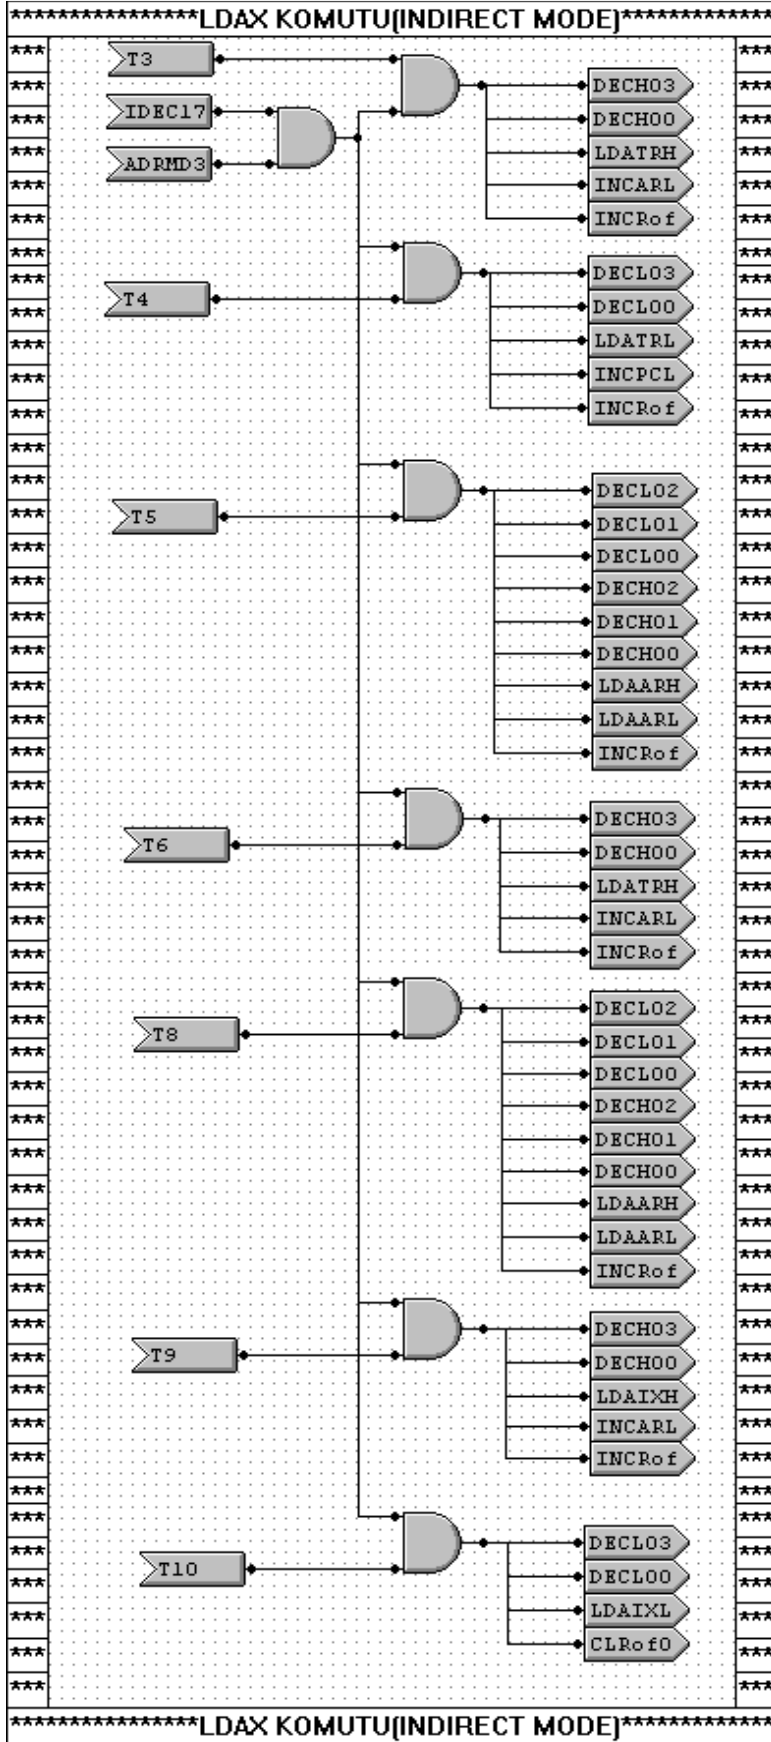 ****************LDAX KOMUTU(INDIRECT MODE)*************
T3
IDEC17
ADRMD3
DECH03
DECH00
LDATRH
INCARL
INCRof
T4
DECL03
DECL00
LDATRL
INCPCL
INCRof
T5
DECL02
DECL01
DECL00
DECH02
DECH01
DECH00
LDAARH
LDAARL
INCRof
T6
DECH03
DECH00
LDATRH
INCARL
INCRof
T8
DECL02
DECL01
DECL00
DECH02
DECH01
DECH00
LDAARH
LDAARL
INCRof
T9
DECH03
DECH00
LDAIXH
INCARL
INCRof
T10
DECL03
DECL00
LDAIXL
CLRof0
****************LDAX KOMUTU(INDIRECT MODE)*************